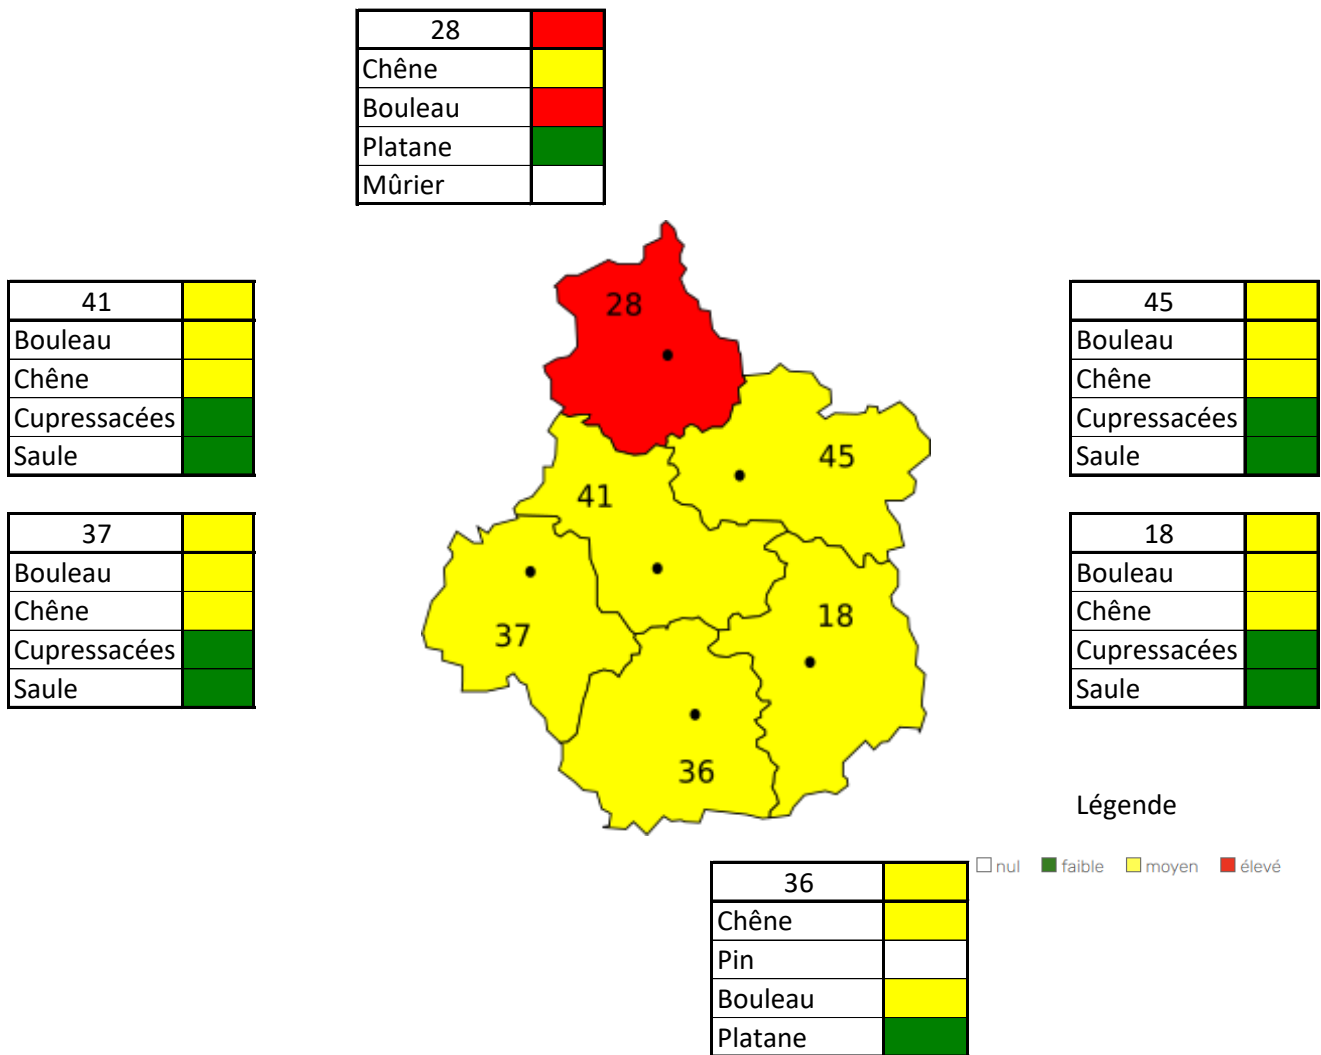 28
Chêne
Bouleau
Platane
Mûrier
28
41
Bouleau
Chêne
Cupressacées
Saule
45
Bouleau
Chêne
Cupressacées
Saule
45
41
37
Bouleau
Chêne
Cupressacées
Saule
18
Bouleau
Chêne
Cupressacées
Saule
18
37
36
Légende
nul faible moyen élevé
36
Chêne
Pin
Bouleau
Platane